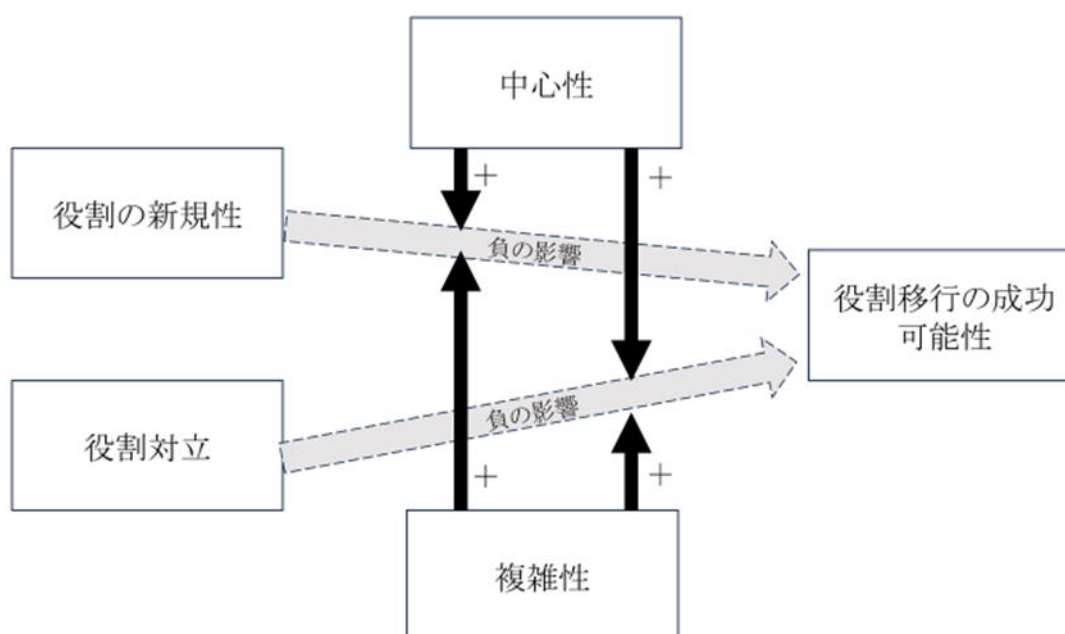 中心性
+
+
役割の新規性
負の影響
役割移行の成功
可能性
負の影響
役割対立
+
+
複雑性